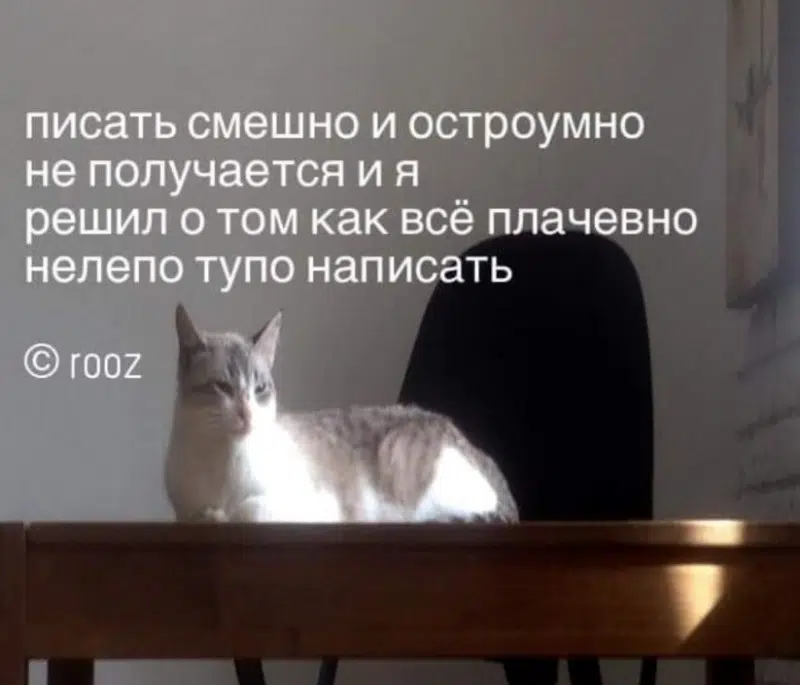 писать смешно и остроумно
не получается и я
решил о том как всё плачевно
нелепо тупо написать
© rooz